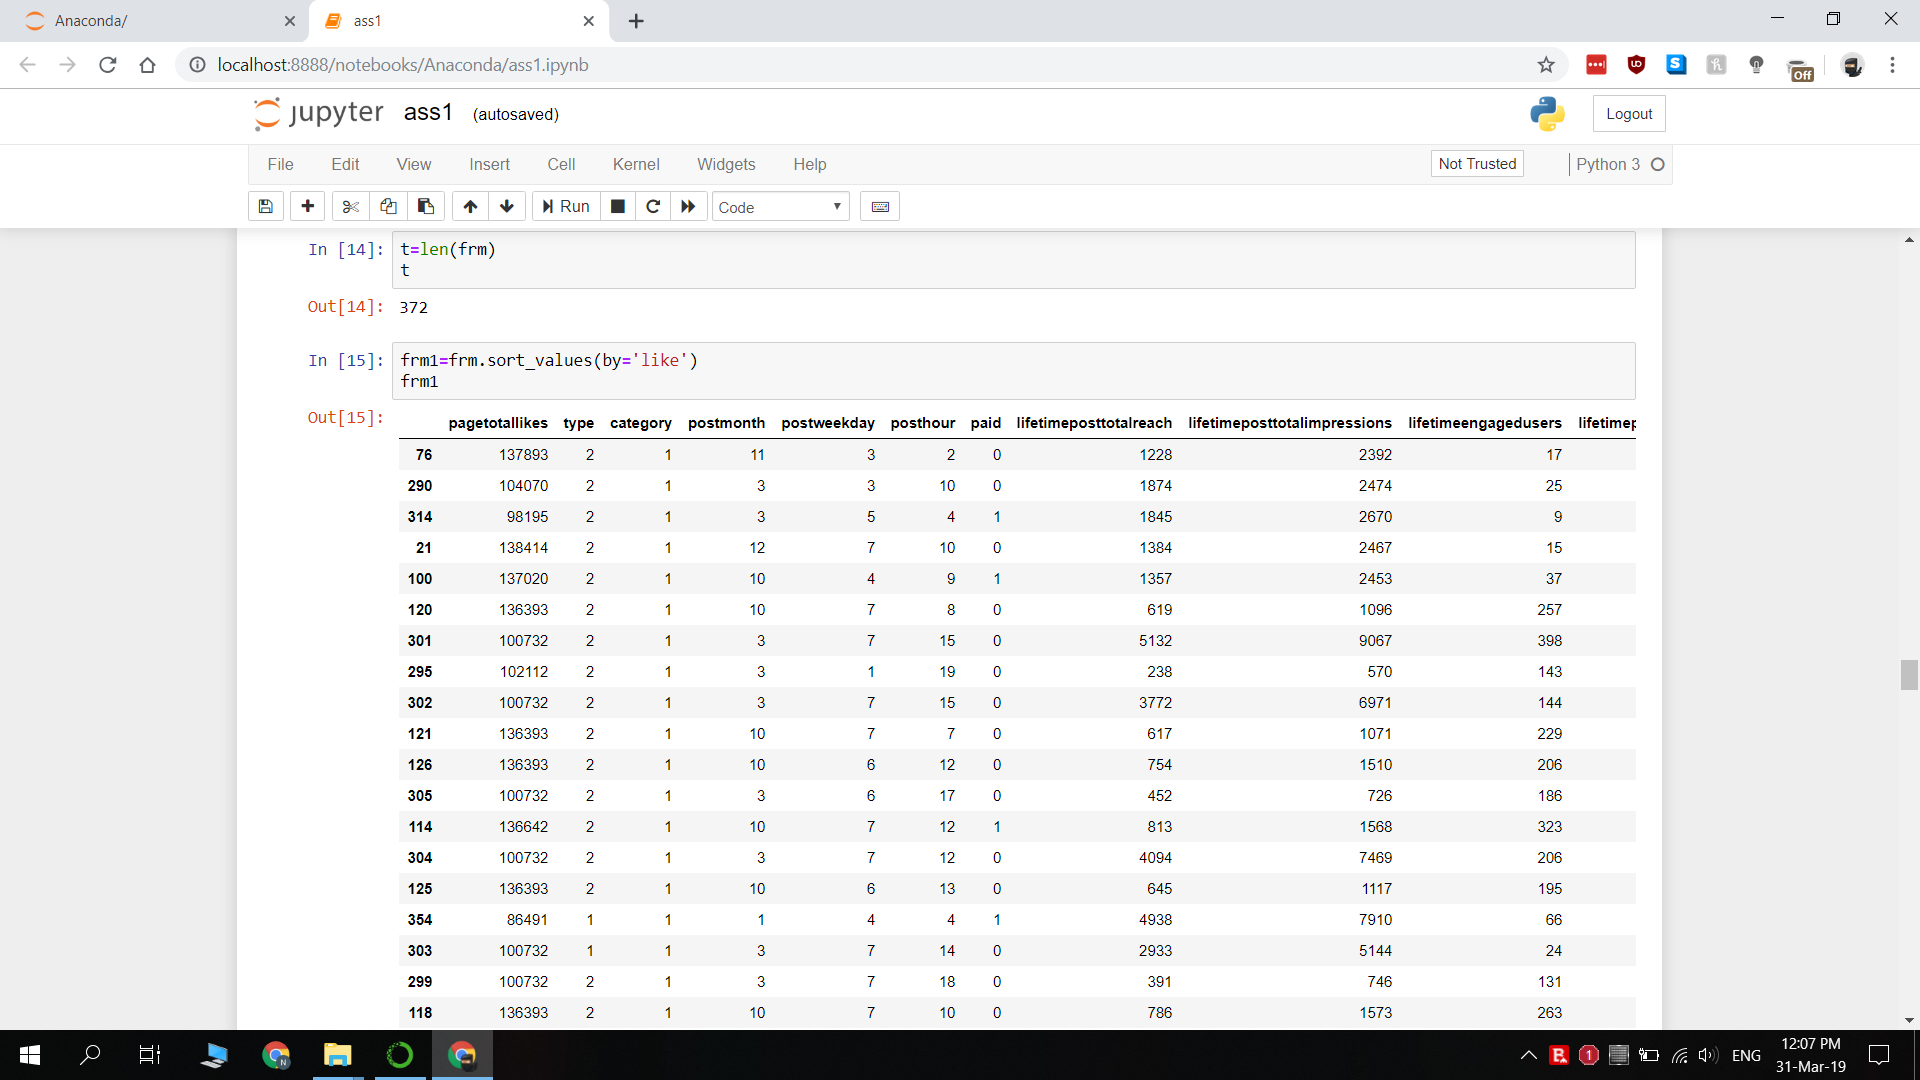 Anaconda/
ass1
localhost:8888/notebooks/Anaconda/ass1.ipynb
Off
jupyter ass1 (autosaved)
Logout
File Edit View Insert Cell Kernel Widgets Help
Not Trusted
Python 3
Run
Code
In [14]: t=len(frm)
t
Out[14]: 372
In [15]: frm1=frm.sort_values(by='like')
frm1
Out[15]:
pagetotallikes type category postmonth postweekday posthour paid lifetimeposttotalreach lifetimeposttotalimpressions lifetimeengagedusers lifetimep
76 137893 2 1 11 3 2 0 1228 2392 17
290 104070 2 1 3 3 10 0 1874 2474 25
314 98195 2 1 3 5 4 1 1845 2670 9
21 138414 2 1 12 7 10 0 1384 2467 15
100 137020 2 1 10 4 9 1 1357 2453 37
120 136393 2 1 10 7 8 0 619 1096 257
301 100732 2 1 3 7 15 0 5132 9067 398
295 102112 2 1 3 1 19 0 238 570 143
302 100732 2 1 3 7 15 0 3772 6971 144
121 136393 2 1 10 7 7 0 617 1071 229
126 136393 2 1 10 6 12 0 754 1510 206
305 100732 2 1 3 6 17 0 452 726 186
114 136642 2 1 10 7 12 1 813 1568 323
304 100732 2 1 3 7 12 0 4094 7469 206
125 136393 2 1 10 6 13 0 645 1117 195
354 86491 1 1 1 4 4 1 4938 7910 66
303 100732 1 1 3 7 14 0 2933 5144 24
299 100732 2 1 3 7 18 0 391 746 131
118 136393 2 1 10 7 10 0 786 1573 263
ENG
12:07 PM
31-Mar-19